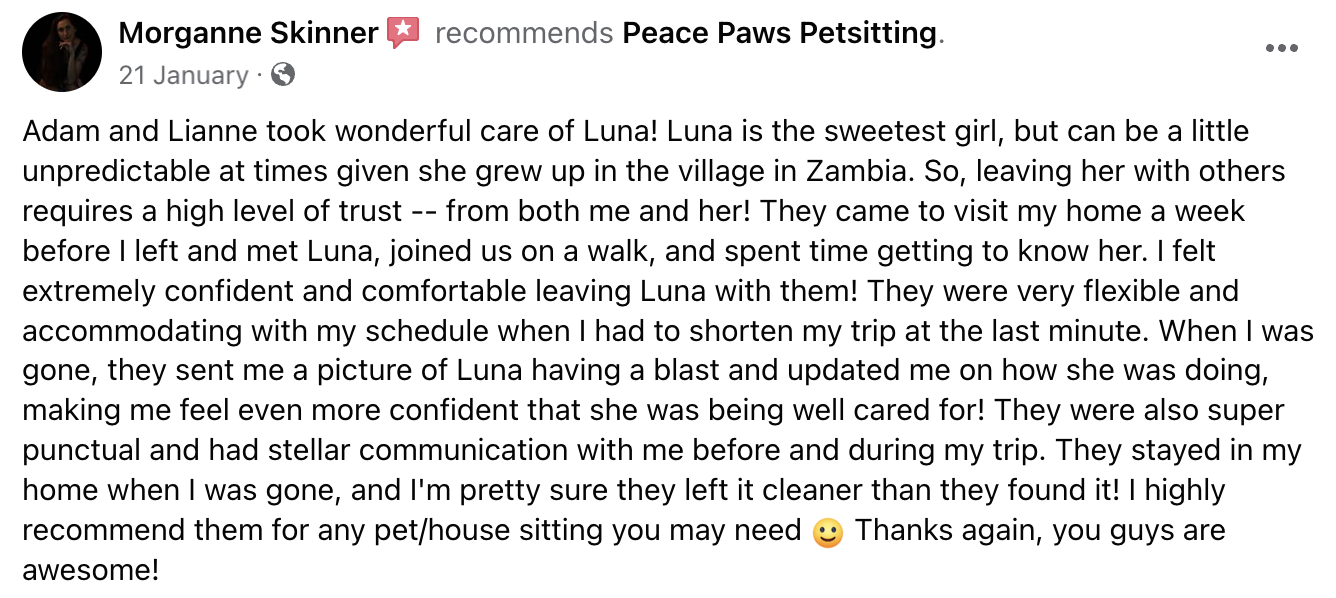 Morganne Skinner recommends Peace Paws Petsitting.
21 January ·
Adam and Lianne took wonderful care of Luna! Luna is the sweetest girl, but can be a little
unpredictable at times given she grew up in the village in Zambia. So, leaving her with others
requires a high level of trust -- from both me and her! They came to visit my home a week
before I left and met Luna, joined us on a walk, and spent time getting to know her. I felt
extremely confident and comfortable leaving Luna with them! They were very flexible and
accommodating with my schedule when I had to shorten my trip at the last minute. When I was
gone, they sent me a picture of Luna having a blast and updated me on how she was doing,
making me feel even more confident that she was being well cared for! They were also super
punctual and had stellar communication with me before and during my trip. They stayed in my
home when I was gone, and I'm pretty sure they left it cleaner than they found it! I highly
recommend them for any pet/house sitting you may need 🙂 Thanks again, you guys are
awesome!